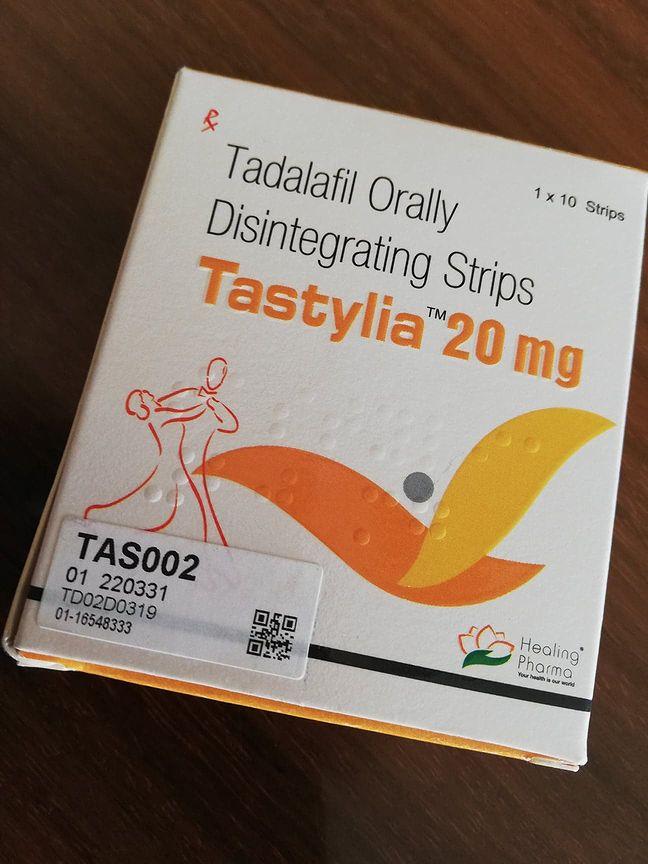 Rx
Tadalafil Orally
1 x 10 Strips
Disintegrating Strips
Tastylia™ 20 mg
TAS002
01 220331
TD02D0319
01-16548333
Healing®
Pharma
Your health is our world